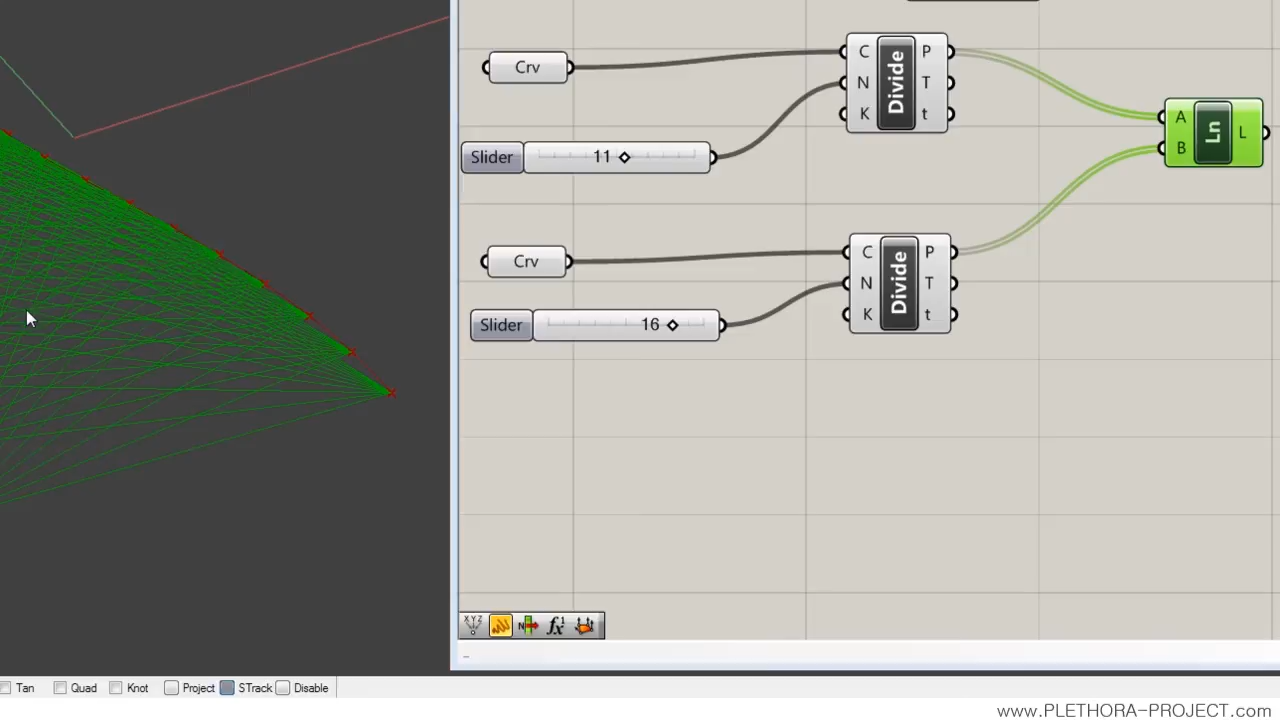 Crv
C
N
K
Divide
P
T
t
Slider
11
A
B
Ln
L
Crv
C
N
K
Divide
P
T
t
Slider
16
Tan
Quad
Knot
Project
STrack
Disable
www.PLETHORA-PROJECT.com